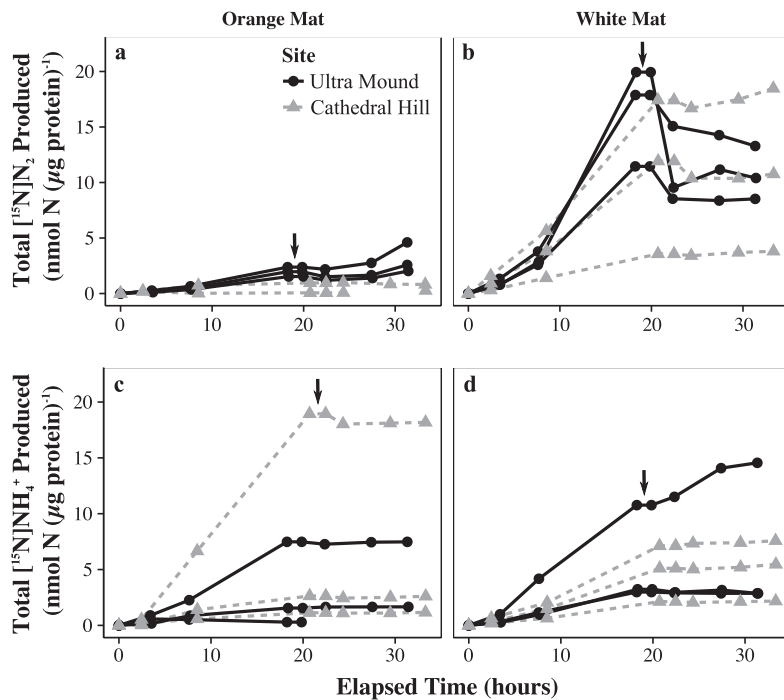 Orange Mat
White Mat
Total [¹⁵N]N₂ Produced
(nmol N (µg protein)⁻¹)
a
Site
Ultra Mound
Cathedral Hill
20
15
10
5
0
0 10 20 30
b
0 10 20 30
Total [¹⁵N]NH₄⁺ Produced
(nmol N (µg protein)⁻¹)
c
20
15
10
5
0
0 10 20 30
d
0 10 20 30
Elapsed Time (hours)